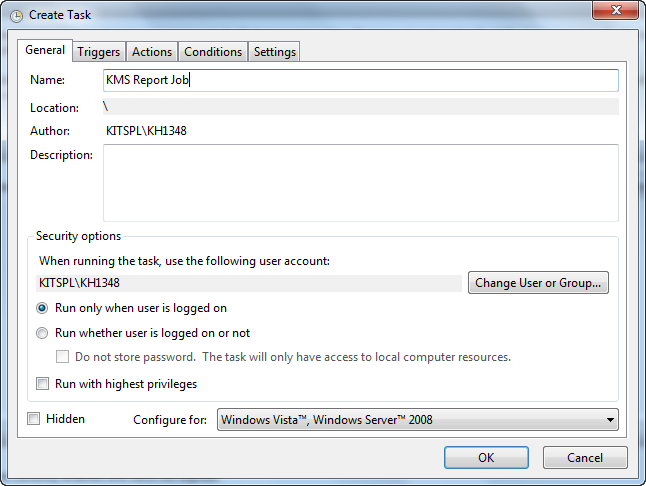 Create Task
General Triggers Actions Conditions Settings
Name: KMS Report Job
Location: \
Author: KITSPL\KH1348
Description:
Security options
When running the task, use the following user account:
KITSPL\KH1348 Change User or Group...
Run only when user is logged on
Run whether user is logged on or not
Do not store password. The task will only have access to local computer resources.
Run with highest privileges
Hidden Configure for: Windows Vista™, Windows Server™ 2008
OK Cancel